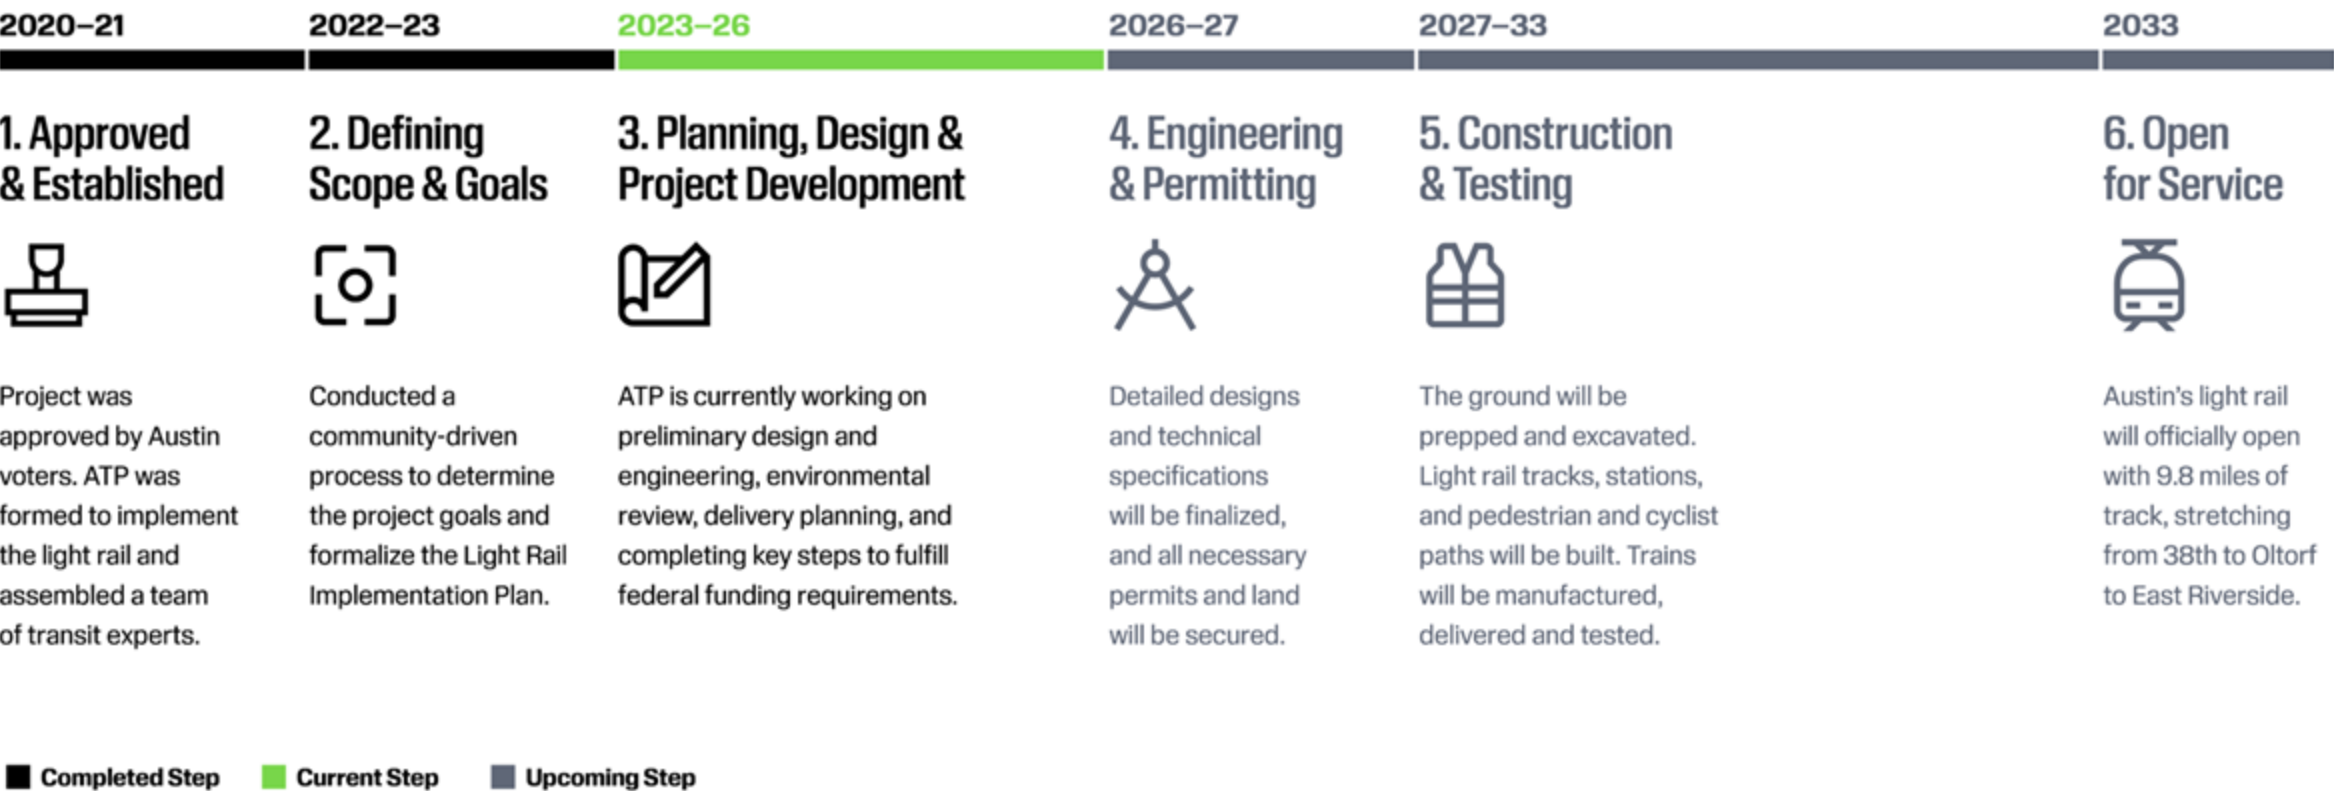 2020–21
1. Approved
& Established
Project was
approved by Austin
voters. ATP was
formed to implement
the light rail and
assembled a team
of transit experts.
2022–23
2. Defining
Scope & Goals
Conducted a
community-driven
process to determine
the project goals and
formalize the Light Rail
Implementation Plan.
2023–26
3. Planning, Design &
Project Development
ATP is currently working on
preliminary design and
engineering, environmental
review, delivery planning, and
completing key steps to fulfill
federal funding requirements.
2026–27
4. Engineering
& Permitting
Detailed designs
and technical
specifications
will be finalized,
and all necessary
permits and land
will be secured.
2027–33
5. Construction
& Testing
The ground will be
prepped and excavated.
Light rail tracks, stations,
and pedestrian and cyclist
paths will be built. Trains
will be manufactured,
delivered and tested.
2033
6. Open
for Service
Austin’s light rail
will officially open
with 9.8 miles of
track, stretching
from 38th to Oltorf
to East Riverside.
Completed Step
Current Step
Upcoming Step